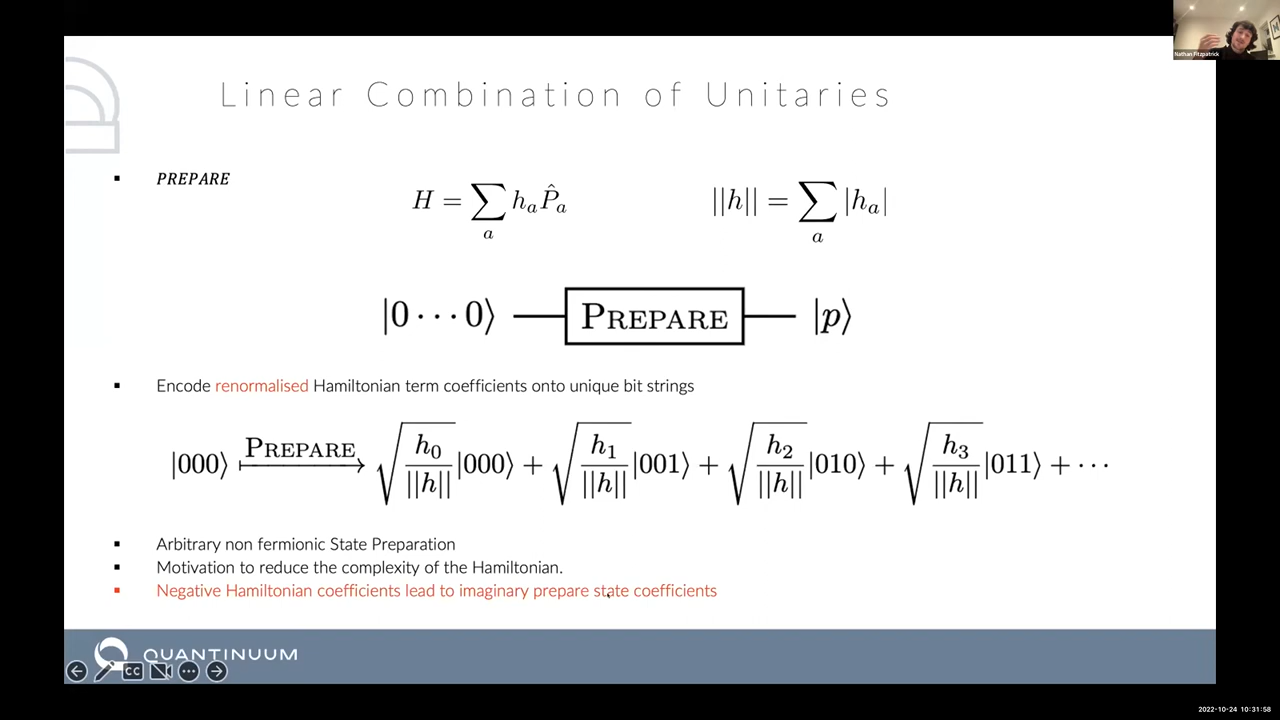 Nathan Fitzpatrick
Linear Combination of Unitaries
▪ PREPARE
H = ∑_a h_a P̂_a
||h|| = ∑_a |h_a|
|0 ··· 0⟩ — PREPARE — |p⟩
▪ Encode renormalised Hamiltonian term coefficients onto unique bit strings
|000⟩ ⟼ PREPARE √(h_0/||h||) |000⟩ + √(h_1/||h||) |001⟩ + √(h_2/||h||) |010⟩ + √(h_3/||h||) |011⟩ + ···
▪ Arbitrary non fermionic State Preparation
▪ Motivation to reduce the complexity of the Hamiltonian.
▪ Negative Hamiltonian coefficients lead to imaginary prepare state coefficients
QUANTINUUM
CC
2022-10-24 10:31:58